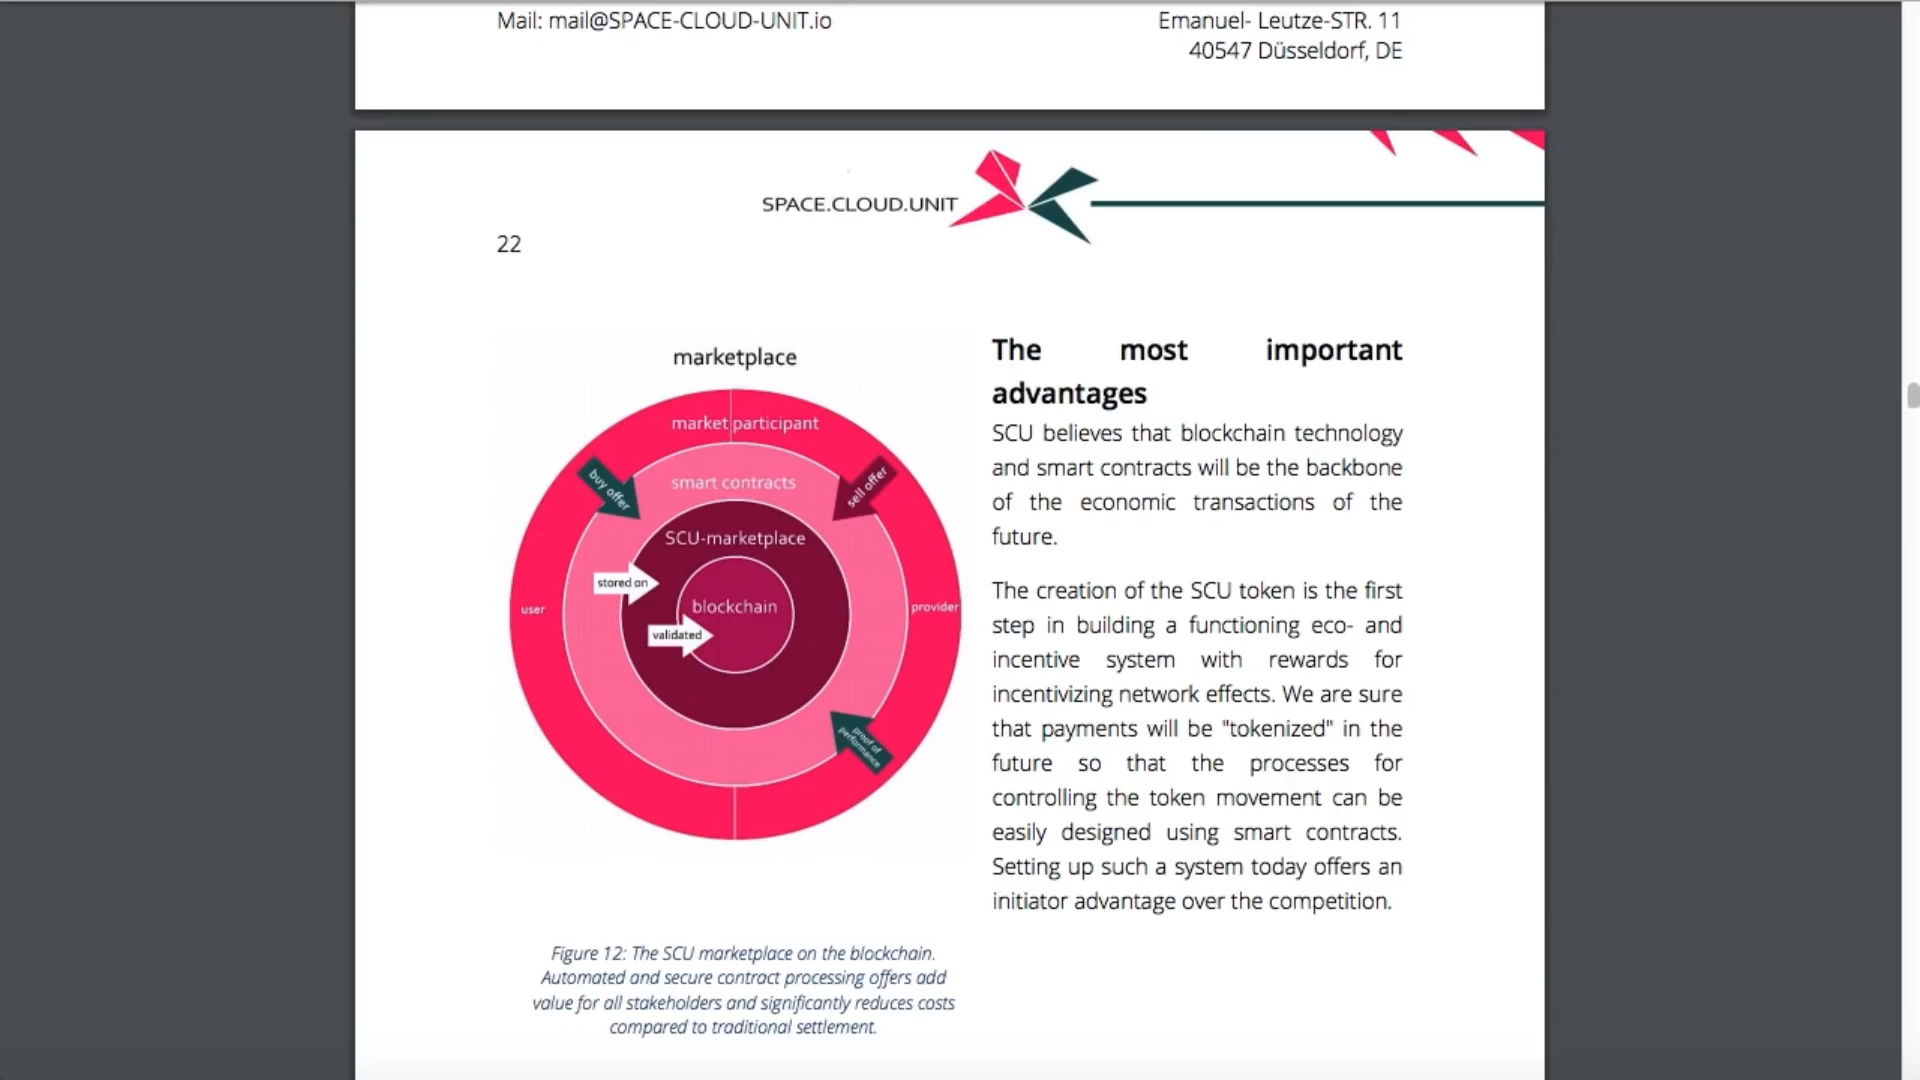 Mail: mail@SPACE-CLOUD-UNIT.io
Emanuel- Leutze-STR. 11
40547 Düsseldorf, DE
SPACE.CLOUD.UNIT
22
marketplace
market participant
buy offer
sell offer
smart contracts
SCU-marketplace
stored on
blockchain
user
provider
validated
proof of
performance
Figure 12: The SCU marketplace on the blockchain.
Automated and secure contract processing offers add
value for all stakeholders and significantly reduces costs
compared to traditional settlement.
The most important
advantages
SCU believes that blockchain technology
and smart contracts will be the backbone
of the economic transactions of the
future.
The creation of the SCU token is the first
step in building a functioning eco- and
incentive system with rewards for
incentivizing network effects. We are sure
that payments will be "tokenized" in the
future so that the processes for
controlling the token movement can be
easily designed using smart contracts.
Setting up such a system today offers an
initiator advantage over the competition.